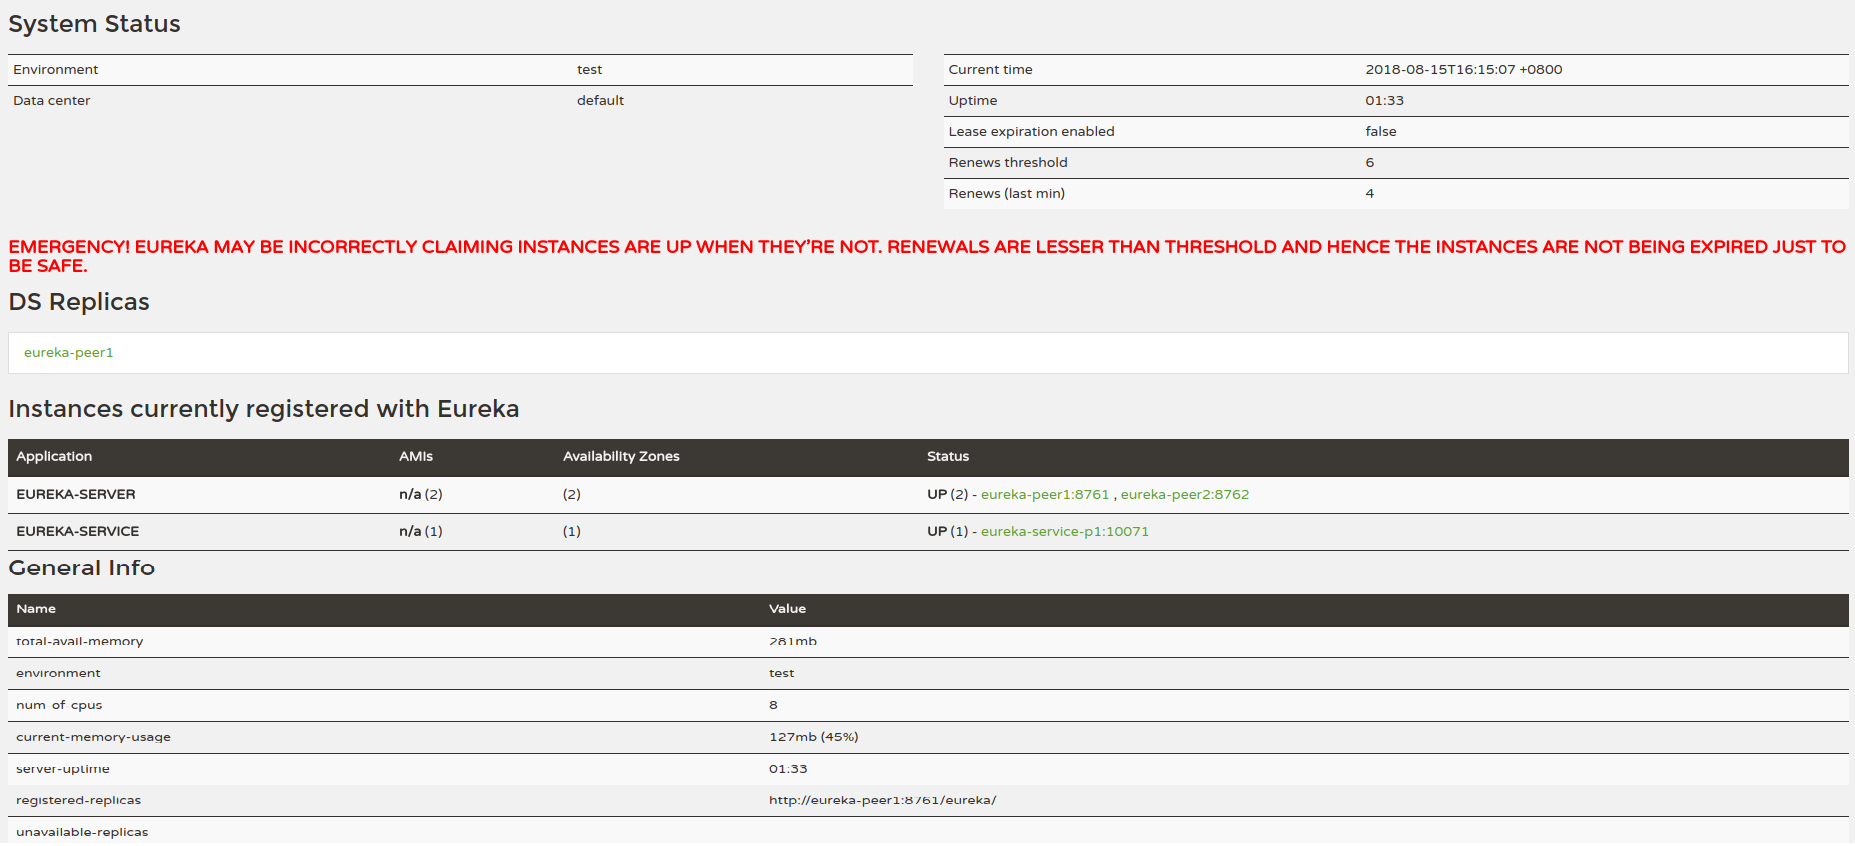 System Status
Environment test
Data center default
Current time 2018-08-15T16:15:07 +0800
Uptime 01:33
Lease expiration enabled false
Renews threshold 6
Renews (last min) 4
EMERGENCY! EUREKA MAY BE INCORRECTLY CLAIMING INSTANCES ARE UP WHEN THEY'RE NOT. RENEWALS ARE LESSER THAN THRESHOLD AND HENCE THE INSTANCES ARE NOT BEING EXPIRED JUST TO
BE SAFE.
DS Replicas
eureka-peer1
Instances currently registered with Eureka
Application AMIs Availability Zones Status
EUREKA-SERVER n/a (2) (2) UP (2) - eureka-peer1:8761 , eureka-peer2:8762
EUREKA-SERVICE n/a (1) (1) UP (1) - eureka-service-p1:10071
General Info
Name Value
total-avail-memory 281mb
environment test
num-of-cpus 8
current-memory-usage 127mb (45%)
server-uptime 01:33
registered-replicas http://eureka-peer1:8761/eureka/
unavailable-replicas